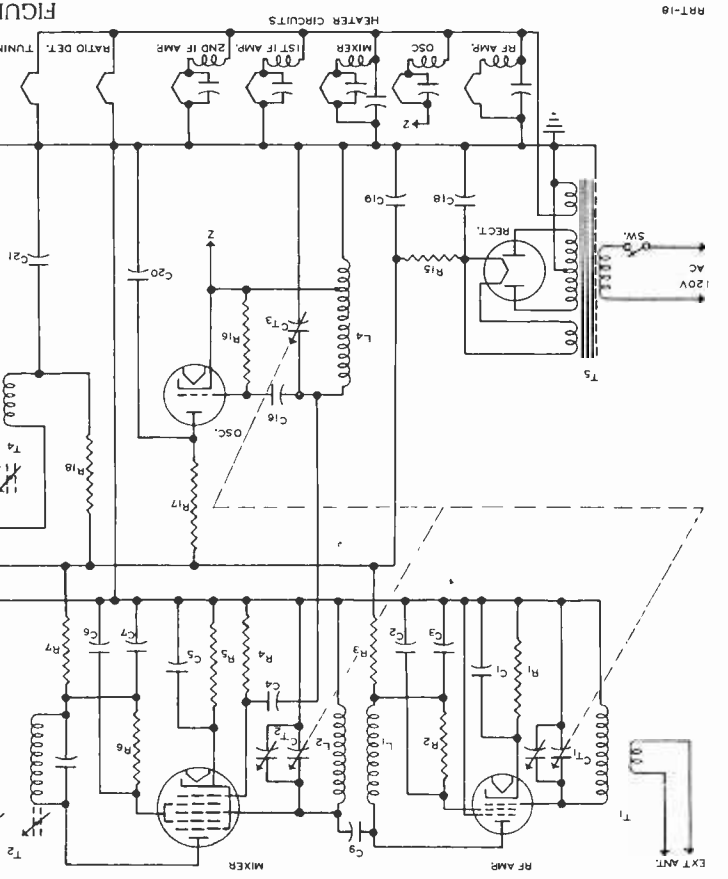 EXT ANT.
RF AMP.
MIXER
C9
T1
T2
CT1
R2
L1
L2
CT2
R6
R1
C1
C3
C2
R3
C4
R4
R5
C5
C7
C6
R7
R17
R18
T4
OSC.
C16
T5
L4
CT3
R16
120V
AC
SW.
R15
C20
C21
RECT.
Z
C18
C19
Z
RF AMP.
OSC
MIXER
1ST IF AMP.
2ND IF AMP.
RATIO DET.
TUNIN
HEATER CIRCUITS
RRT-18
FIGU